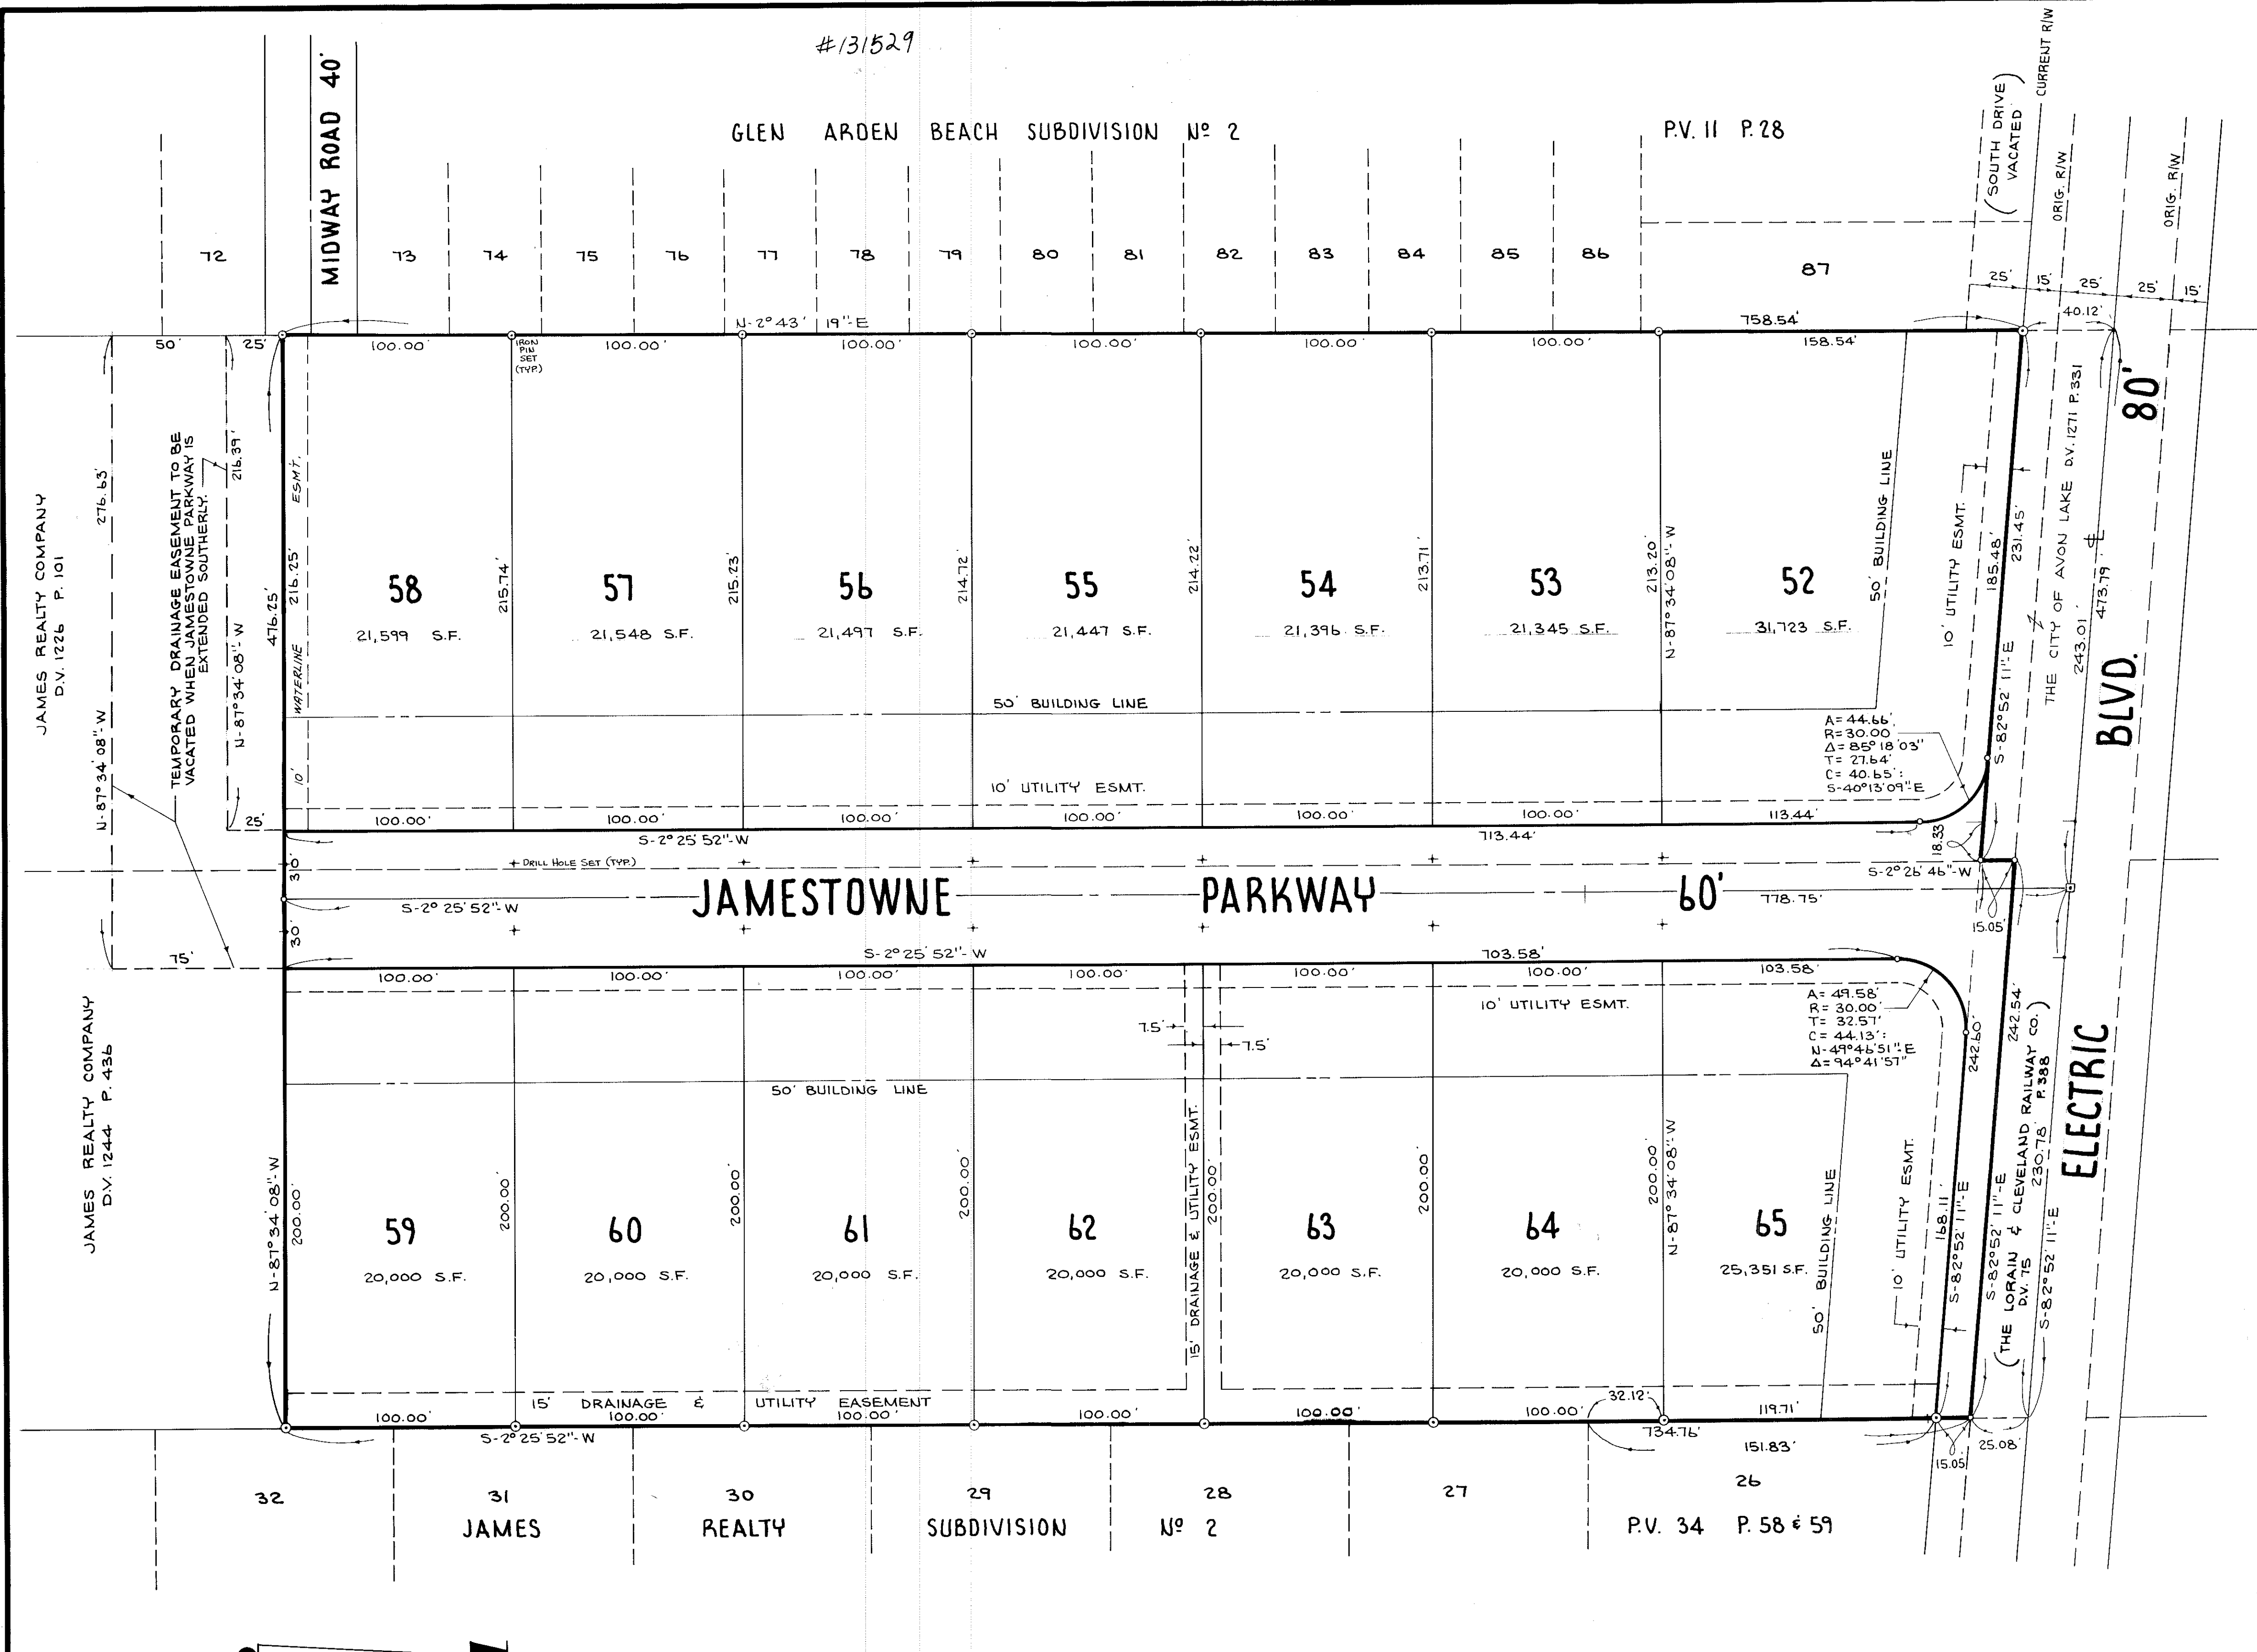 #131529
GLEN ARDEN BEACH SUBDIVISION Nº 2
P.V. 11 P. 28
MIDWAY ROAD 40'
(SOUTH DRIVE)
VACATED
CURRENT R/W
ORIG. R/W
ORIG. R/W
72
73
74
75
76
77
78
79
80
81
82
83
84
85
86
87
25'
15'
25'
25'
15'
40.12'
N-2°43'19"-E
758.54'
50'
25'
100.00'
IRON
PIN
SET
(TYP.)
100.00'
100.00'
100.00'
100.00'
100.00'
158.54'
JAMES REALTY COMPANY
D.V. 1226 P. 101
276.63'
N-87°34'08"-W
TEMPORARY DRAINAGE EASEMENT TO BE
VACATED WHEN JAMESTOWNE PARKWAY IS
EXTENDED SOUTHERLY.
216.39'
N-87°34'08"-W
476.25'
216.25'
10' WATERLINE ESMT.
58
21,599 S.F.
215.74'
57
21,548 S.F.
215.23'
56
21,497 S.F.
214.72'
55
21,447 S.F.
214.22'
54
21,396 S.F.
213.71'
53
21,345 S.F.
213.20'
N-87°34'08"-W
52
31,723 S.F.
50' BUILDING LINE
10' UTILITY ESMT.
185.48'
231.45'
S-82°52'11"-E
THE CITY OF AVON LAKE D.V. 1271 P. 331
243.01'
473.79' ℄
80'
BLVD.
50' BUILDING LINE
A= 44.66'
R= 30.00'
Δ= 85°18'03"
T= 27.64'
C= 40.65':
S-40°13'09"-E
10' UTILITY ESMT.
25'
100.00'
100.00'
100.00'
100.00'
100.00'
100.00'
113.44'
S-2°25'52"-W
713.44'
18.33'
30'
DRILL HOLE SET (TYP.)
S-2°26'46"-W
S-2°25'52"-W
JAMESTOWNE PARKWAY 60'
778.75'
15.05'
30'
75'
S-2°25'52"-W
703.58'
100.00'
100.00'
100.00'
100.00'
100.00'
100.00'
103.58'
10' UTILITY ESMT.
A= 49.58'
R= 30.00'
T= 32.57'
C= 44.13':
N-49°46'51"-E
Δ= 94°41'57"
7.5'
7.5'
50' BUILDING LINE
JAMES REALTY COMPANY
D.V. 1244 P. 436
N-87°34'08"-W
200.00'
59
20,000 S.F.
200.00'
60
20,000 S.F.
200.00'
61
20,000 S.F.
200.00'
62
20,000 S.F.
15' DRAINAGE & UTILITY ESMT.
200.00'
63
20,000 S.F.
200.00'
64
20,000 S.F.
200.00'
N-87°34'08"-W
65
25,351 S.F.
50' BUILDING LINE
10' UTILITY ESMT.
168.11'
242.60'
S-82°52'11"-E
242.54'
S-82°52'11"-E
(THE LORAIN & CLEVELAND RAILWAY CO.)
D.V. 75 P. 388
230.78'
S-82°52'11"-E
ELECTRIC
15' DRAINAGE & UTILITY EASEMENT
100.00'
100.00'
100.00'
100.00'
100.00'
100.00'
32.12'
119.71'
S-2°25'52"-W
734.76'
151.83'
15.05'
25.08'
32
31
30
29
28
27
26
JAMES REALTY SUBDIVISION Nº 2
P.V. 34 P. 58 & 59